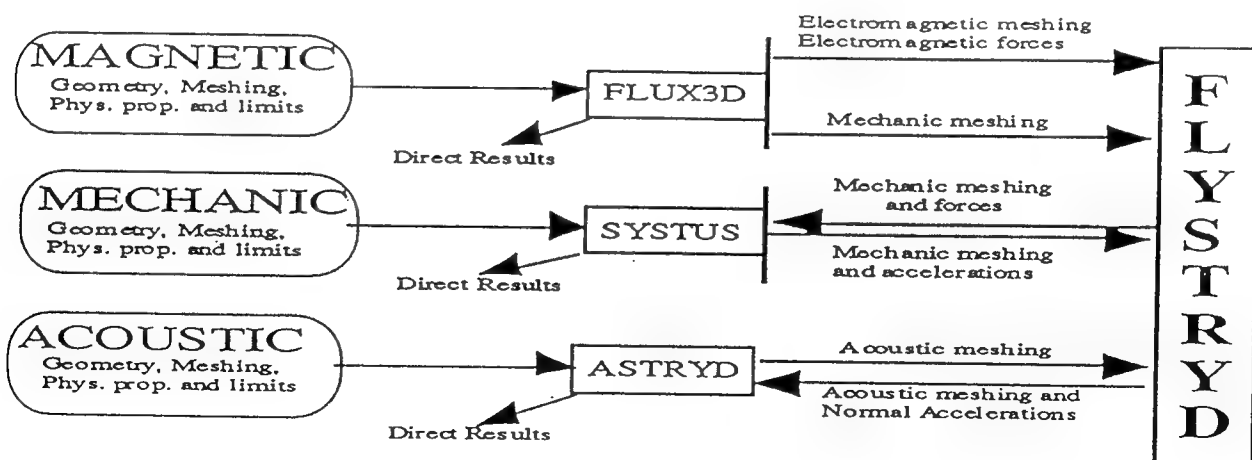 Electromagnetic meshing
Electromagnetic forces
MAGNETIC
Geometry, Meshing,
Phys. prop. and limits
FLUX3D
Mechanic meshing
Direct Results
MECHANIC
Geometry, Meshing,
Phys. prop. and limits
SYSTUS
Mechanic meshing
and forces
Mechanic meshing
and accelerations
Direct Results
ACOUSTIC
Geometry, Meshing,
Phys. prop. and limits
ASTRYD
Acoustic meshing
Acoustic meshing and
Normal Accelerations
Direct Results
FLYSTRYD